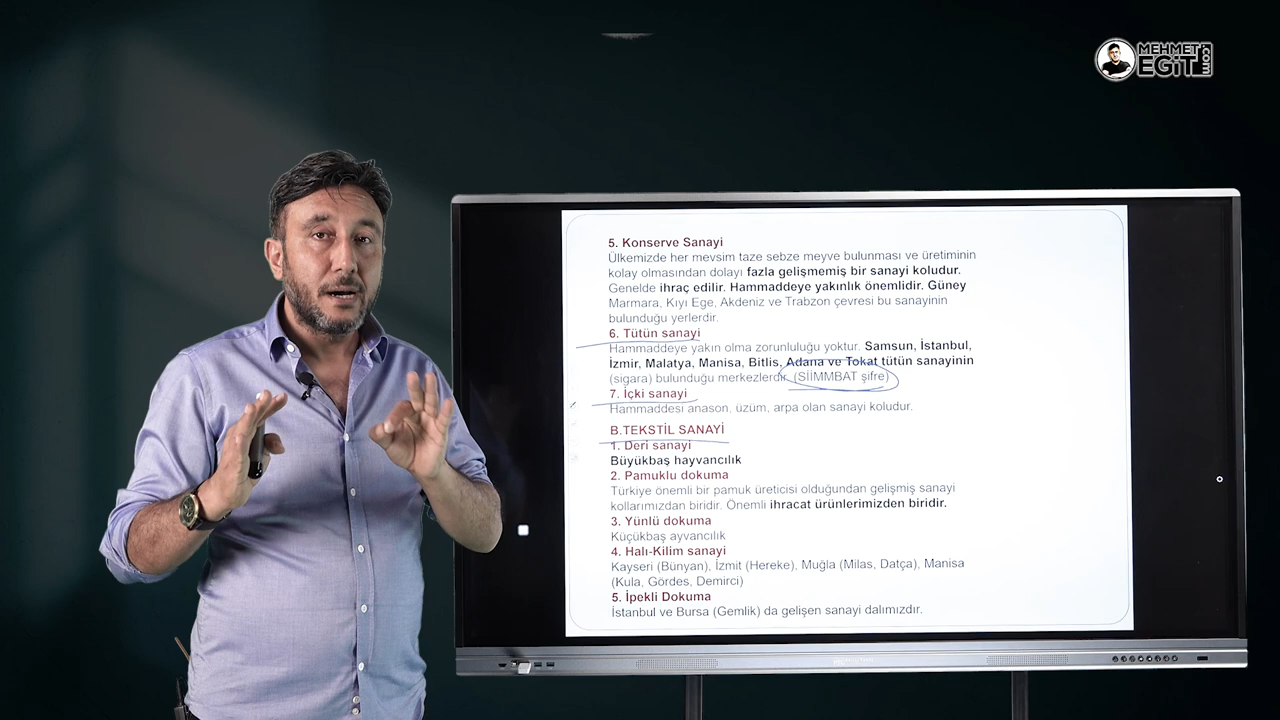 MEHMET
EĞİT
.com
5. Konserve Sanayi
Ülkemizde her mevsim taze sebze meyve bulunması ve üretiminin
kolay olmasından dolayı fazla gelişmemiş bir sanayi koludur.
Genelde ihraç edilir. Hammaddeye yakınlık önemlidir. Güney
Marmara, Kıyı Ege, Akdeniz ve Trabzon çevresi bu sanayinin
bulunduğu yerlerdir.
6. Tütün sanayi
Hammaddeye yakın olma zorunluluğu yoktur. Samsun, İstanbul,
İzmir, Malatya, Manisa, Bitlis, Adana ve Tokat tütün sanayinin
(sigara) bulunduğu merkezlerdir. (SİİMMBAT şifre)
7. İçki sanayi
Hammaddesi anason, üzüm, arpa olan sanayi koludur.
B.TEKSTİL SANAYİ
1. Deri sanayi
Büyükbaş hayvancılık
2. Pamuklu dokuma
Türkiye önemli bir pamuk üreticisi olduğundan gelişmiş sanayi
kollarımızdan biridir. Önemli ihracat ürünlerimizden biridir.
3. Yünlü dokuma
Küçükbaş ayvancılık
4. Halı-Kilim sanayi
Kayseri (Bünyan), İzmit (Hereke), Muğla (Milas, Datça), Manisa
(Kula, Gördes, Demirci)
5. İpekli Dokuma
İstanbul ve Bursa (Gemlik) da gelişen sanayi dalımızdır.